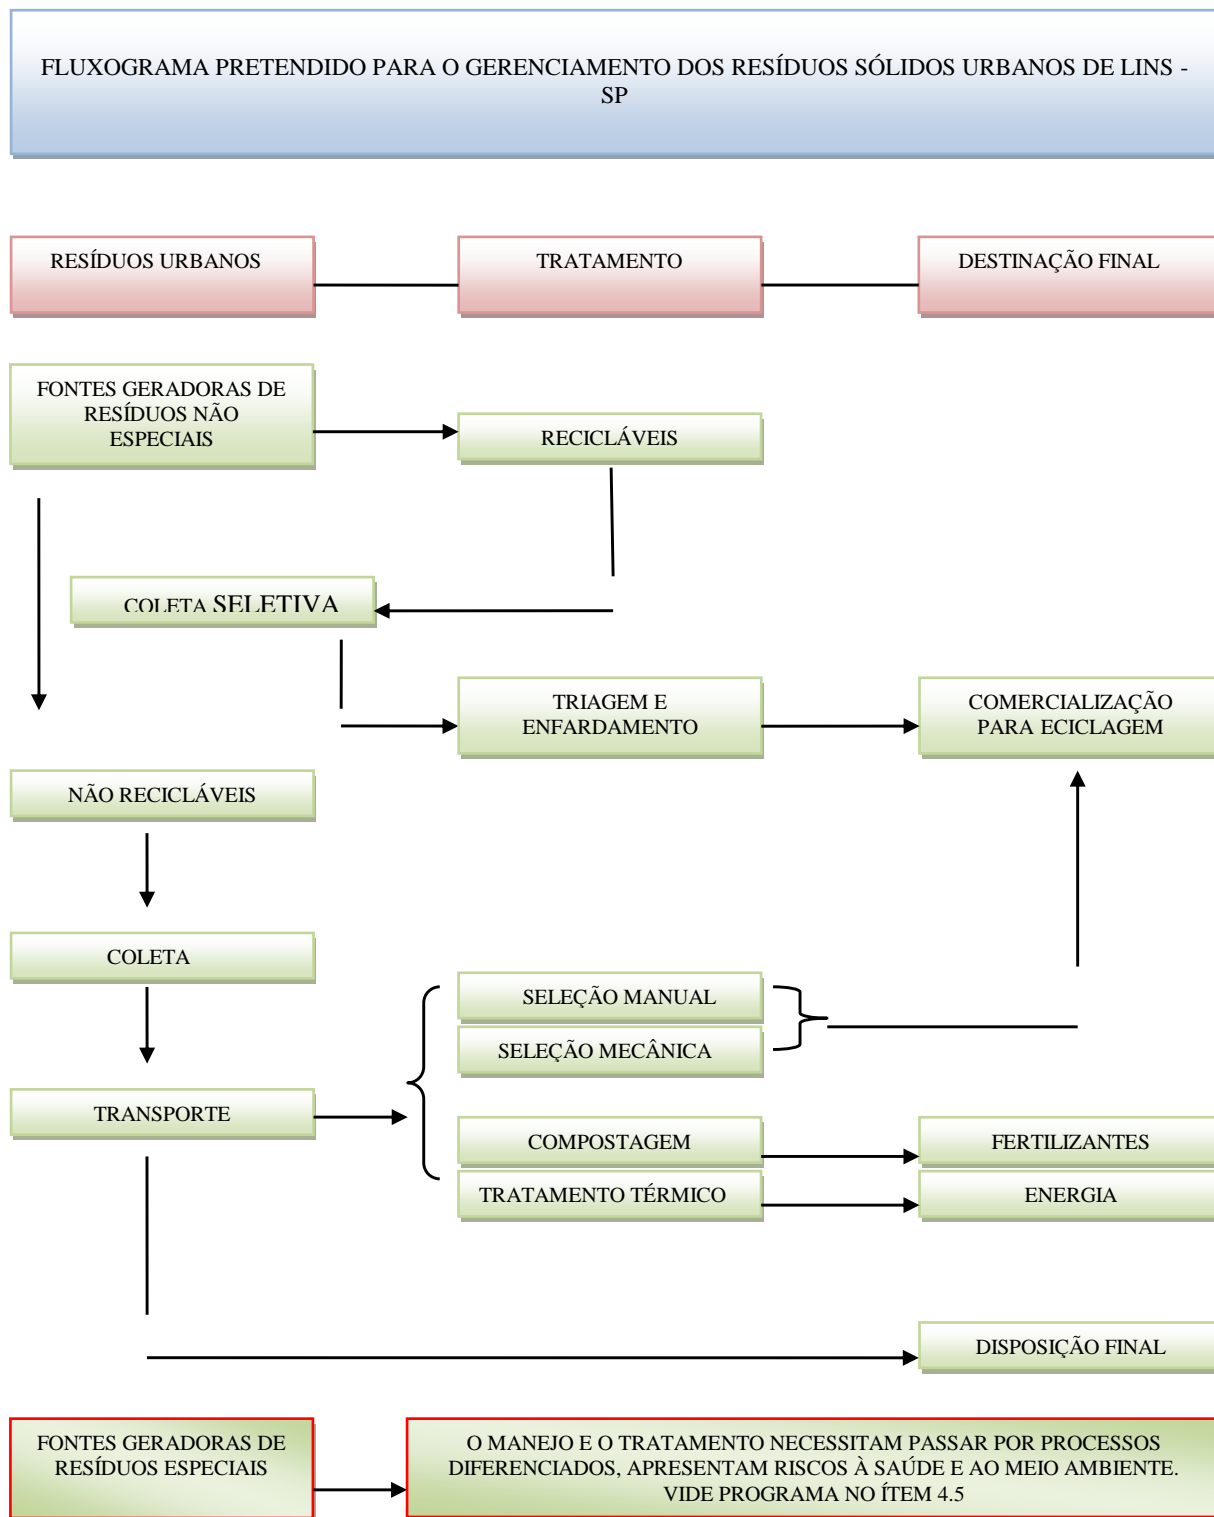 FLUXOGRAMA PRETENDIDO PARA O GERENCIAMENTO DOS RESÍDUOS SÓLIDOS URBANOS DE LINS -
SP
RESÍDUOS URBANOS
TRATAMENTO
DESTINAÇÃO FINAL
FONTES GERADORAS DE
RESÍDUOS NÃO
ESPECIAIS
RECICLÁVEIS
COLETA SELETIVA
TRIAGEM E
ENFARDAMENTO
COMERCIALIZAÇÃO
PARA ECICLAGEM
NÃO RECICLÁVEIS
COLETA
SELEÇÃO MANUAL
SELEÇÃO MECÂNICA
TRANSPORTE
COMPOSTAGEM
FERTILIZANTES
TRATAMENTO TÉRMICO
ENERGIA
DISPOSIÇÃO FINAL
FONTES GERADORAS DE
RESÍDUOS ESPECIAIS
O MANEJO E O TRATAMENTO NECESSITAM PASSAR POR PROCESSOS
DIFERENCIADOS, APRESENTAM RISCOS À SAÚDE E AO MEIO AMBIENTE.
VIDE PROGRAMA NO ÍTEM 4.5